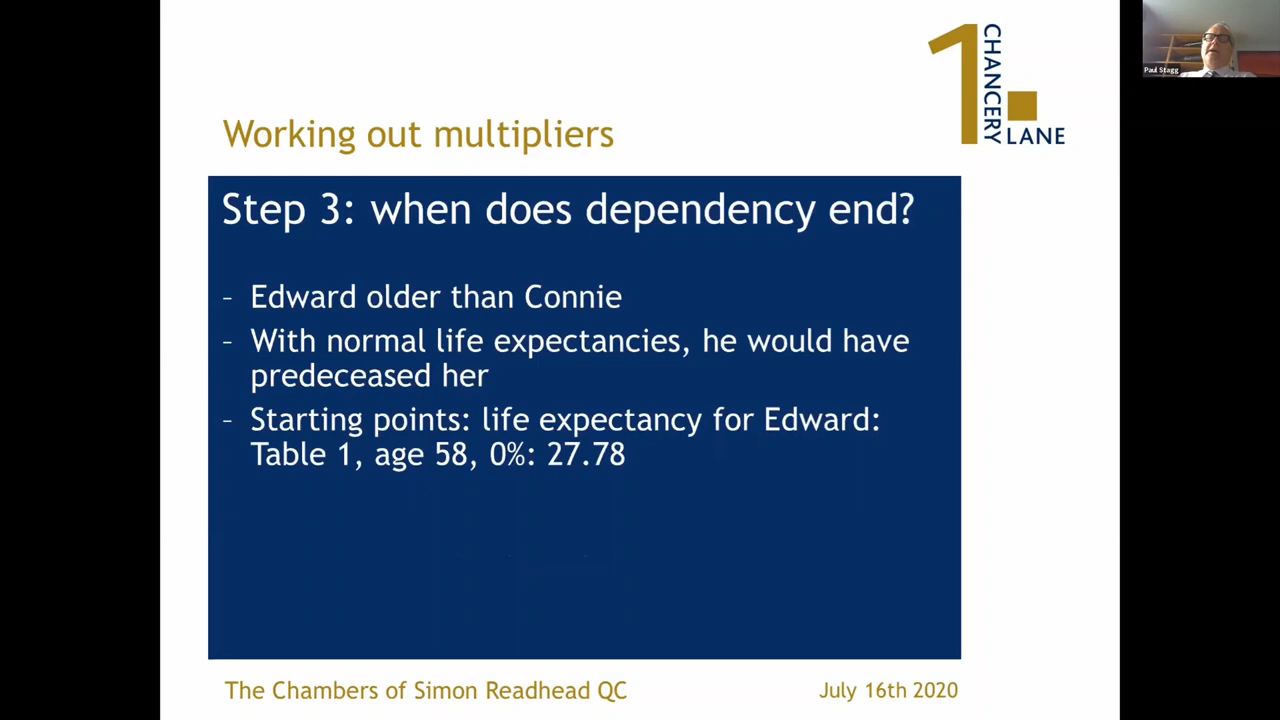 1 CHANCERY LANE
Paul Stagg
Working out multipliers
Step 3: when does dependency end?
- Edward older than Connie
- With normal life expectancies, he would have
predeceased her
- Starting points: life expectancy for Edward:
Table 1, age 58, 0%: 27.78
The Chambers of Simon Readhead QC
July 16th 2020